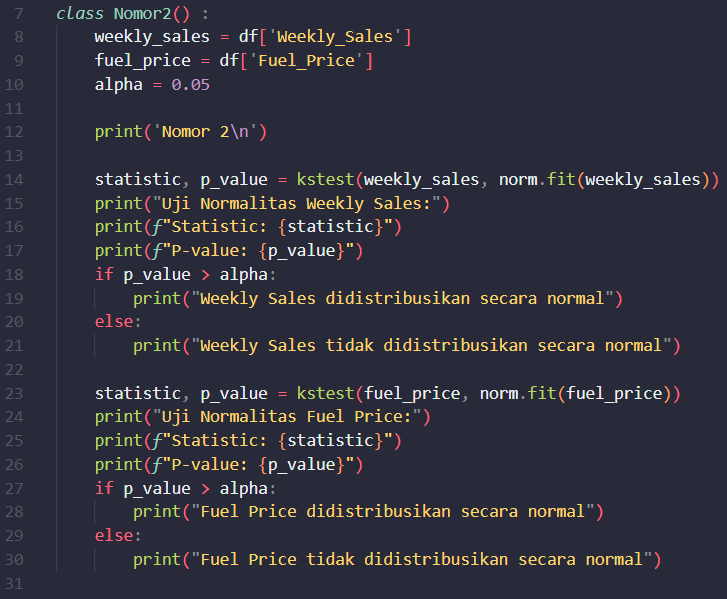 7 class Nomor2() :
8     weekly_sales = df['Weekly_Sales']
9     fuel_price = df['Fuel_Price']
10     alpha = 0.05
11
12     print('Nomor 2\n')
13
14     statistic, p_value = kstest(weekly_sales, norm.fit(weekly_sales))
15     print("Uji Normalitas Weekly Sales:")
16     print(f"Statistic: {statistic}")
17     print(f"P-value: {p_value}")
18     if p_value > alpha:
19         print("Weekly Sales didistribusikan secara normal")
20     else:
21         print("Weekly Sales tidak didistribusikan secara normal")
22
23     statistic, p_value = kstest(fuel_price, norm.fit(fuel_price))
24     print("Uji Normalitas Fuel Price:")
25     print(f"Statistic: {statistic}")
26     print(f"P-value: {p_value}")
27     if p_value > alpha:
28         print("Fuel Price didistribusikan secara normal")
29     else:
30         print("Fuel Price tidak didistribusikan secara normal")
31